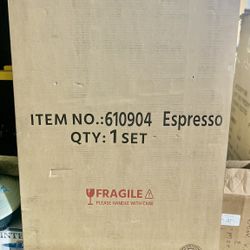 ITEM NO.:610904 Espresso
QTY: 1 SET
FRAGILE
PLEASE HANDLE WITH CARE